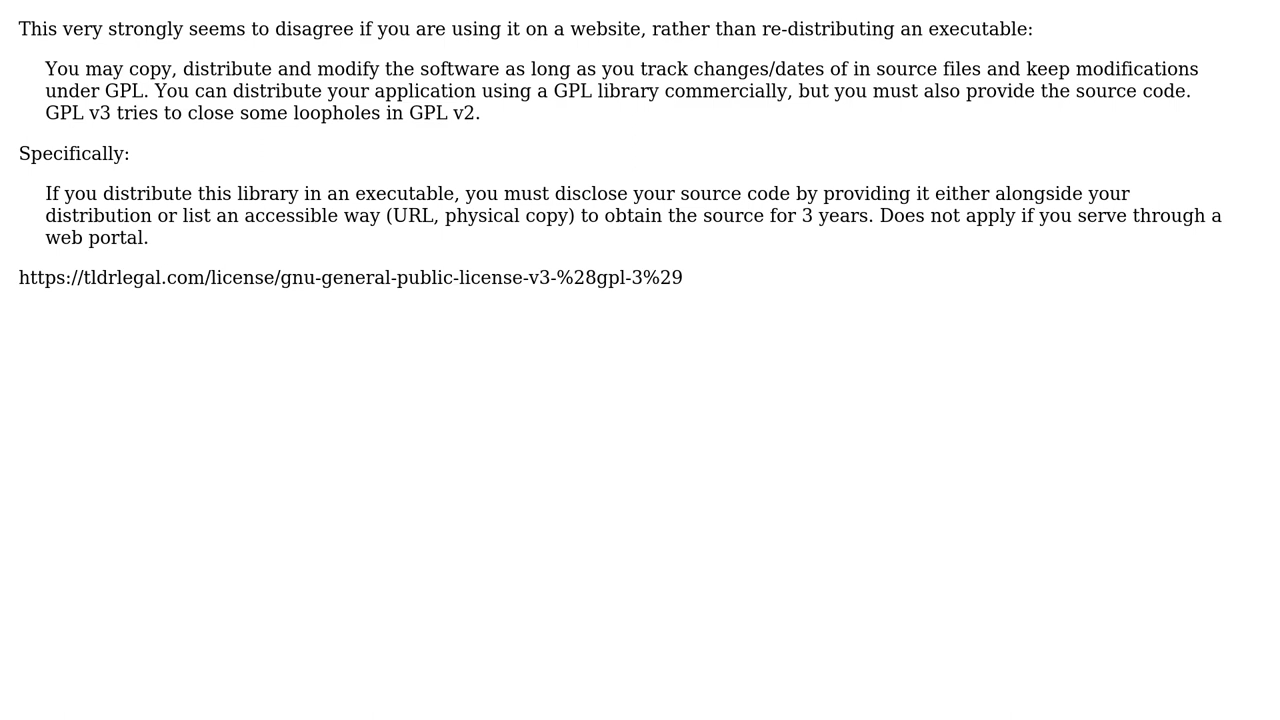 This very strongly seems to disagree if you are using it on a website, rather than re-distributing an executable:
You may copy, distribute and modify the software as long as you track changes/dates of in source files and keep modifications
under GPL. You can distribute your application using a GPL library commercially, but you must also provide the source code.
GPL v3 tries to close some loopholes in GPL v2.
Specifically:
If you distribute this library in an executable, you must disclose your source code by providing it either alongside your
distribution or list an accessible way (URL, physical copy) to obtain the source for 3 years. Does not apply if you serve through a
web portal.
https://tldrlegal.com/license/gnu-general-public-license-v3-%28gpl-3%29